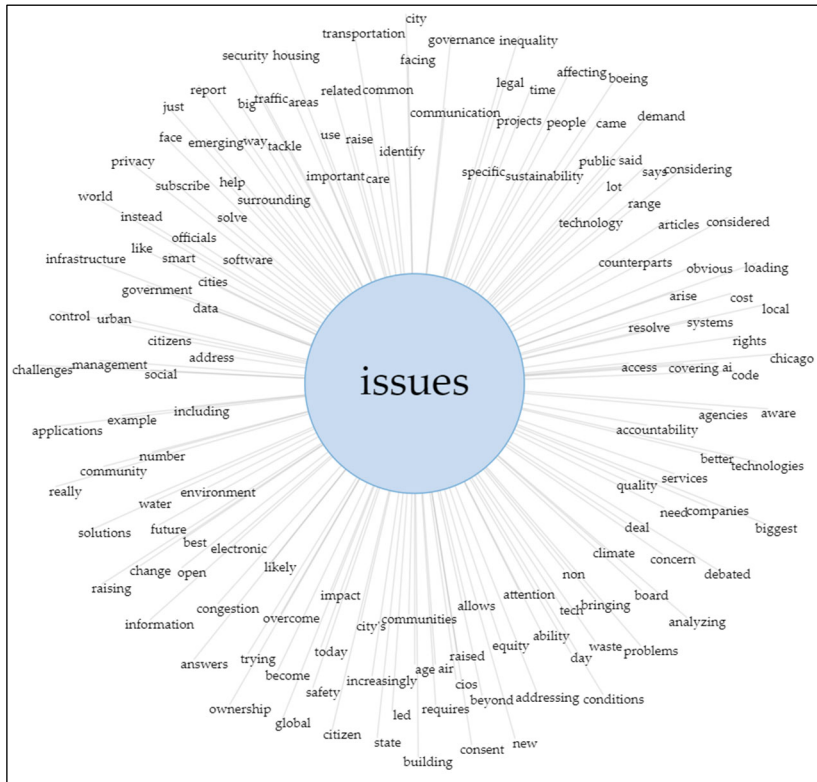 city
transportation
governance inequality
security housing
facing
affecting
boeing
legal
time
report
related common
big traffic areas
just
communication
projects people came demand
face emerging way tackle
use raise
identify
privacy
important care
specific sustainability
public said
says considering
subscribe help
lot
world
surrounding
range
instead
solve
technology
articles considered
officials
like
smart
software
infrastructure
counterparts
obvious loading
government
cities
data
arise
cost
local
control urban
resolve
systems
citizens
rights
challenges management
social
address
access covering ai
code
chicago
issues
applications
example
including
accountability
agencies
aware
number
community
really
better
technologies
water
environment
quality
services
solutions
future
best
electronic
need companies
deal
biggest
raising
change open
likely
climate
concern
debated
non
information
congestion
overcome
impact
city's
communities
allows
attention
tech
bringing
board
analyzing
answers
trying
today
become
increasingly
age air
raised
equity
ability
day
waste
problems
ownership
safety
cios
global
citizen
state
led
requires
beyond addressing
conditions
building
consent
new